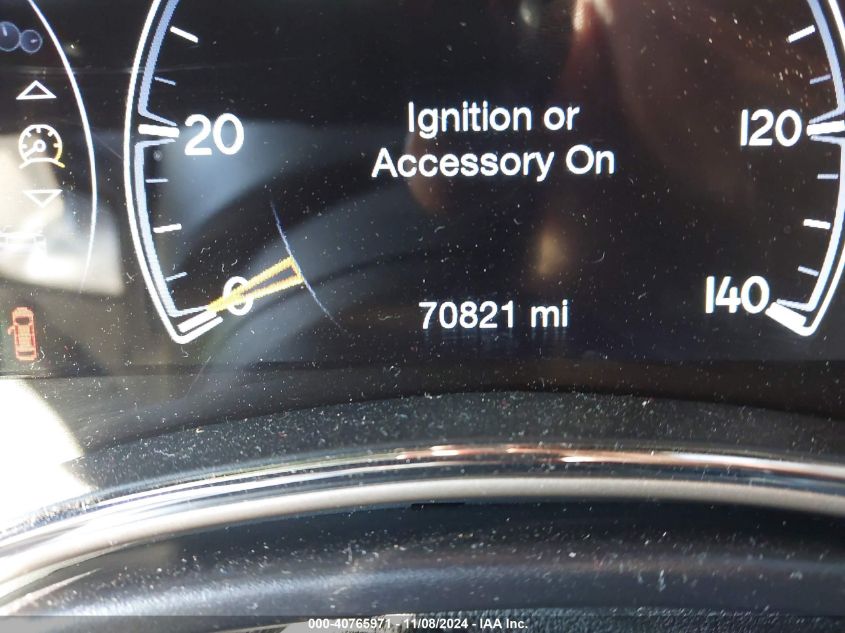 Ignition or
Accessory On
20
120
0
140
70821 mi
000-40765971 - 11/08/2024 - IAA Inc.